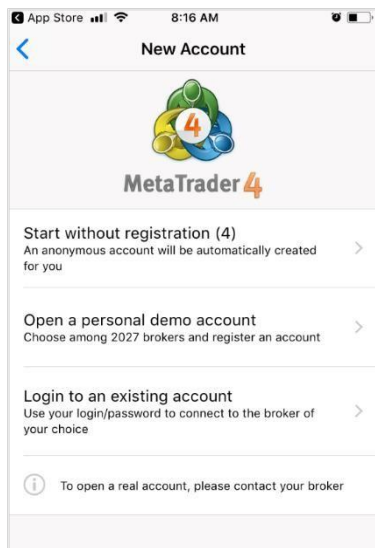 App Store 8:16 AM
New Account
4
MetaTrader 4
Start without registration (4)
An anonymous account will be automatically created
for you
Open a personal demo account
Choose among 2027 brokers and register an account
Login to an existing account
Use your login/password to connect to the broker of
your choice
To open a real account, please contact your broker